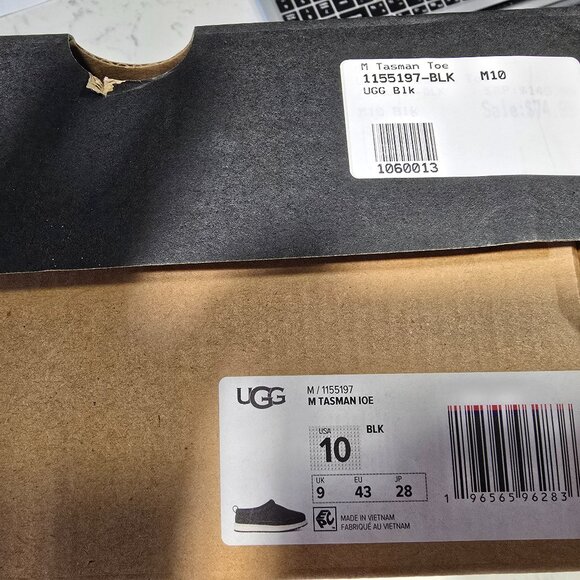 M Tasman Toe
1155197-BLK M10
UGG Blk
1060013
UGG
M / 1155197
M TASMAN IOE
USA
10
BLK
UK EU JP
9 43 28
MADE IN VIETNAM
FABRIQUÉ AU VIETNAM
1 96565 96283